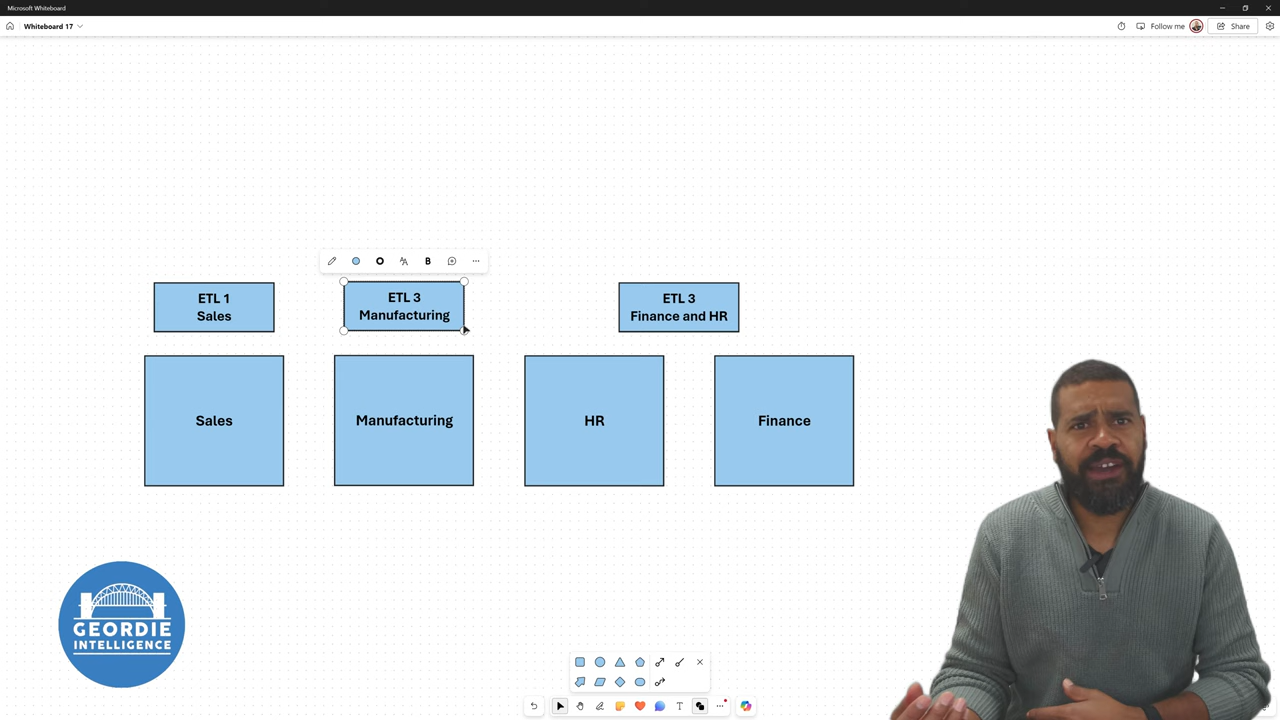 Microsoft Whiteboard
Whiteboard 17
Follow me
Share
B
ETL 1
Sales
ETL 3
Manufacturing
ETL 3
Finance and HR
Sales
Manufacturing
HR
Finance
GEORDIE
INTELLIGENCE
T